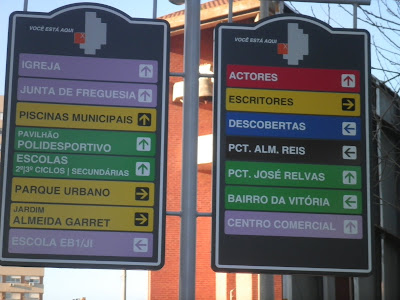 VOCÊ ESTÁ AQUI
IGREJA
JUNTA DE FREGUESIA
PISCINAS MUNICIPAIS
PAVILHÃO
POLIDESPORTIVO
ESCOLAS
2º|3º CICLOS | SECUNDÁRIAS
PARQUE URBANO
JARDIM
ALMEIDA GARRET
ESCOLA EB1/JI
VOCÊ ESTÁ AQUI
ACTORES
ESCRITORES
DESCOBERTAS
PCT. ALM. REIS
PCT. JOSÉ RELVAS
BAIRRO DA VITÓRIA
CENTRO COMERCIAL